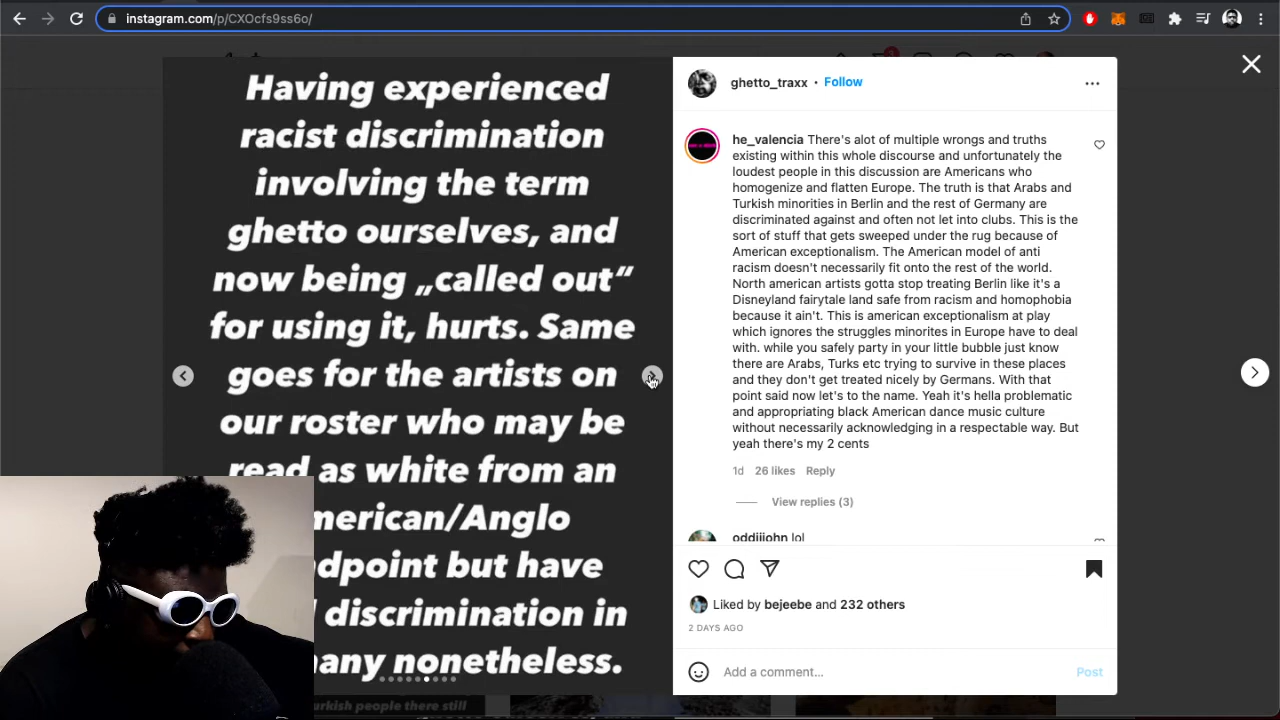 instagram.com/p/CXOcfs9ss6o/
Having experienced
racist discrimination
involving the term
ghetto ourselves, and
now being „called out“
for using it, hurts. Same
goes for the artists on
our roster who may be
read as white from an
merican/Anglo
dpoint but have
discrimination in
many nonetheless.
ghetto_traxx • Follow
he_valencia There's alot of multiple wrongs and truths
existing within this whole discourse and unfortunately the
loudest people in this discussion are Americans who
homogenize and flatten Europe. The truth is that Arabs and
Turkish minorities in Berlin and the rest of Germany are
discriminated against and often not let into clubs. This is the
sort of stuff that gets sweeped under the rug because of
American exceptionalism. The American model of anti
racism doesn't necessarily fit onto the rest of the world.
North american artists gotta stop treating Berlin like it's a
Disneyland fairytale land safe from racism and homophobia
because it ain't. This is american exceptionalism at play
which ignores the struggles minorities in Europe have to deal
with. while you safely party in your little bubble just know
there are Arabs, Turks etc trying to survive in these places
and they don't get treated nicely by Germans. With that
point said now let's to the name. Yeah it's hella problematic
and appropriating black American dance music culture
without necessarily acknowledging in a respectable way. But
yeah there's my 2 cents
1d 26 likes Reply
View replies (3)
oddjijohn lol
Liked by bejeebe and 232 others
2 DAYS AGO
Add a comment...
Post
urkish people there still